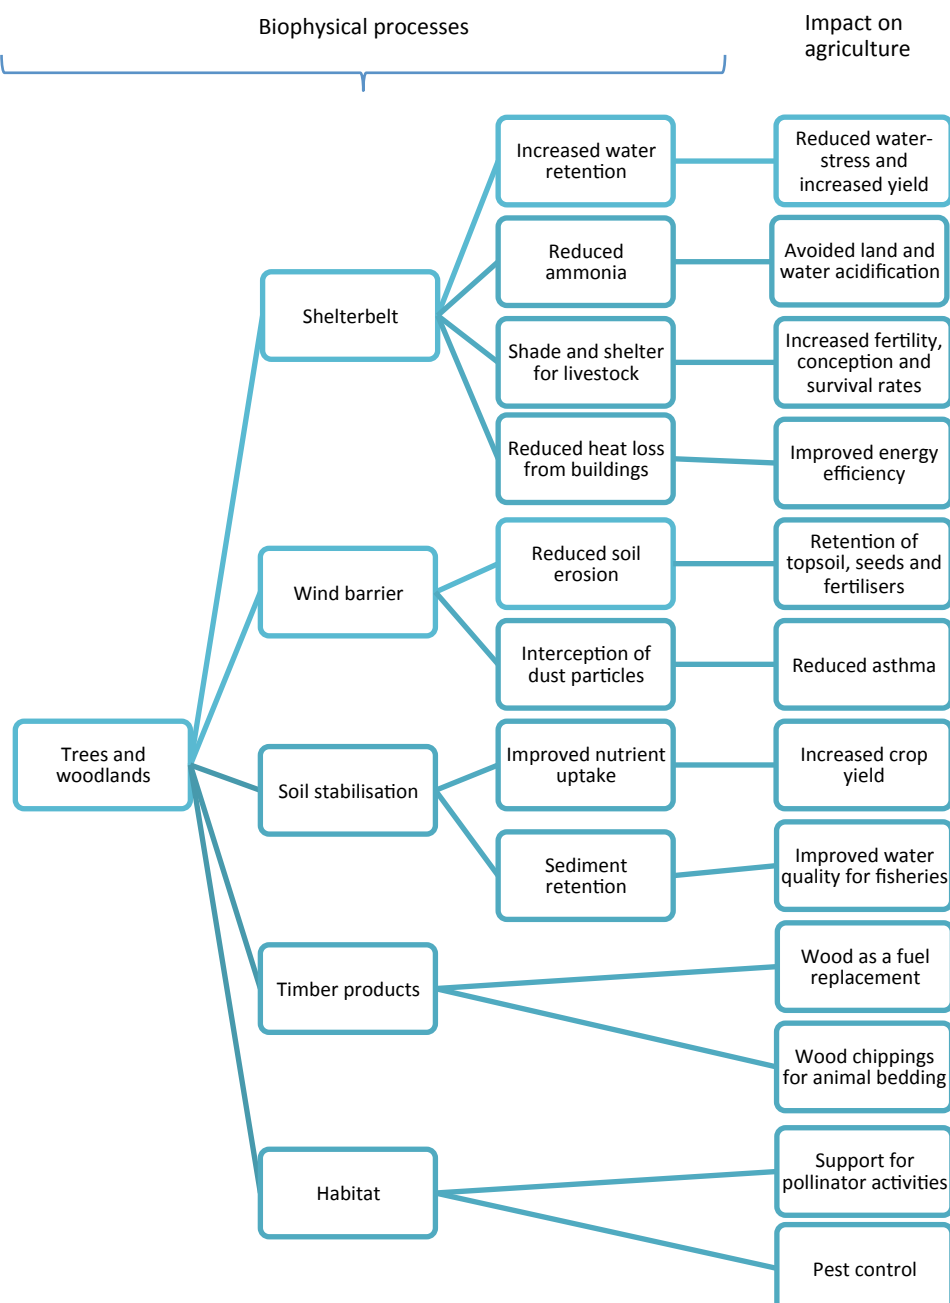 Biophysical processes
Impact on
agriculture
Increased water
retention
Reduced water-
stress and
increased yield
Reduced
ammonia
Avoided land and
water acidification
Shelterbelt
Shade and shelter
for livestock
Increased fertility,
conception and
survival rates
Reduced heat loss
from buildings
Improved energy
efficiency
Wind barrier
Reduced soil
erosion
Retention of
topsoil, seeds and
fertilisers
Interception of
dust particles
Reduced asthma
Trees and
woodlands
Soil stabilisation
Improved nutrient
uptake
Increased crop
yield
Sediment
retention
Improved water
quality for fisheries
Timber products
Wood as a fuel
replacement
Wood chippings
for animal bedding
Habitat
Support for
pollinator activities
Pest control